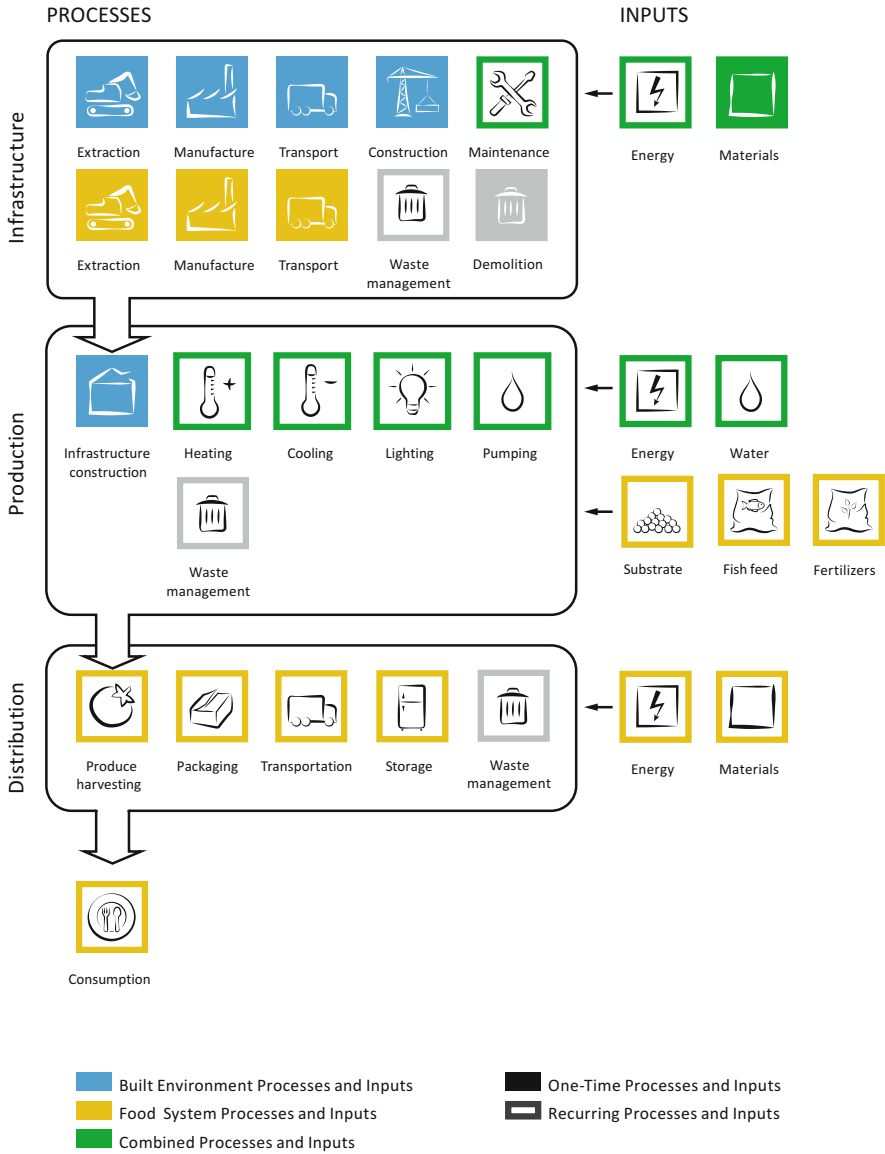 PROCESSES
INPUTS
Infrastructure
Extraction
Manufacture
Transport
Construction
Maintenance
Energy
Materials
Extraction
Manufacture
Transport
Waste
management
Demolition
Production
Infrastructure
construction
Heating
Cooling
Lighting
Pumping
Energy
Water
Waste
management
Substrate
Fish feed
Fertilizers
Distribution
Produce
harvesting
Packaging
Transportation
Storage
Waste
management
Energy
Materials
Consumption
Built Environment Processes and Inputs
Food System Processes and Inputs
Combined Processes and Inputs
One-Time Processes and Inputs
Recurring Processes and Inputs